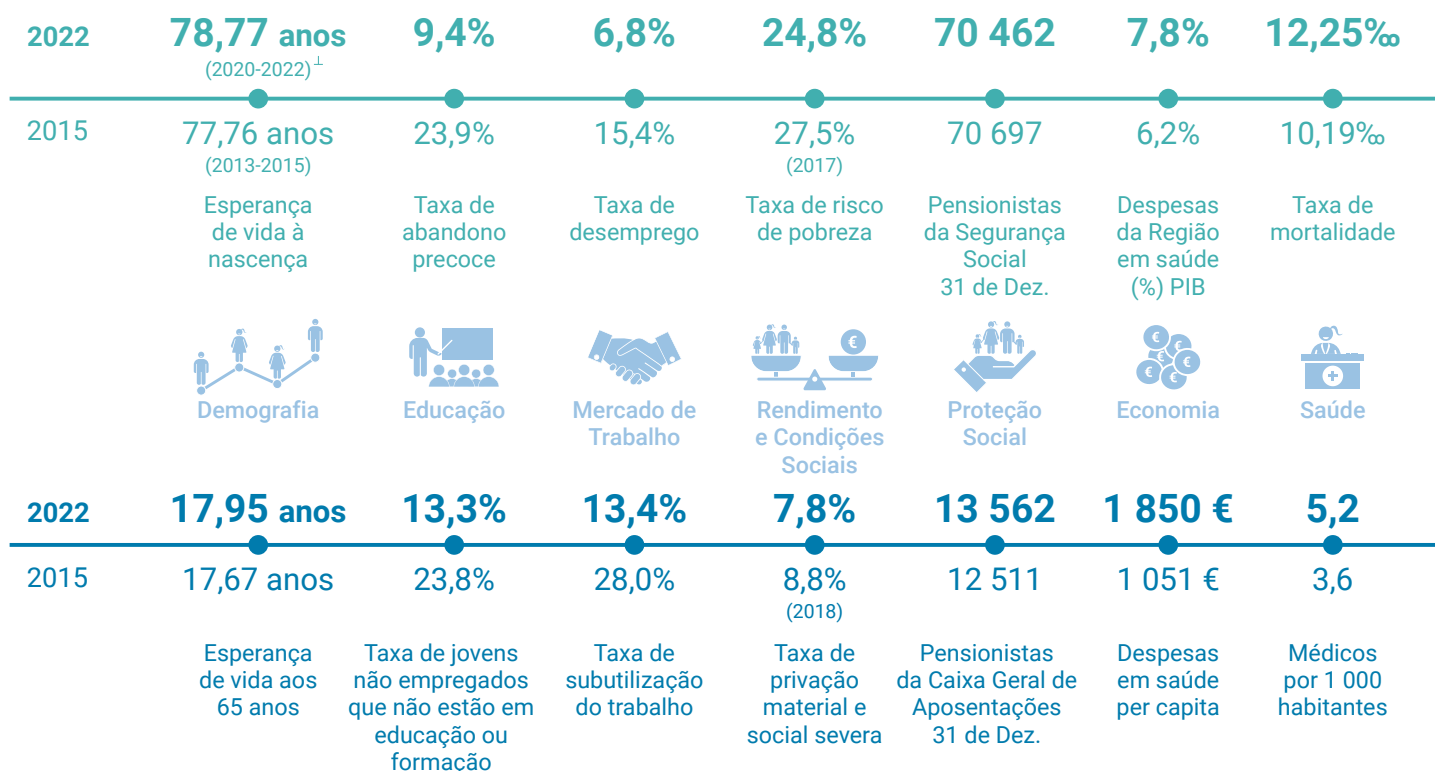 2022 78,77 anos 9,4% 6,8% 24,8% 70 462 7,8% 12,25‰
(2020-2022)⊥
2015 77,76 anos 23,9% 15,4% 27,5% 70 697 6,2% 10,19‰
(2013-2015) (2017)
Esperança Taxa de Taxa de Taxa de risco Pensionistas Despesas Taxa de
de vida à abandono desemprego de pobreza da Segurança da Região mortalidade
nascença precoce Social em saúde
31 de Dez. (%) PIB
€ € € € € €
Demografia Educação Mercado de Rendimento Proteção Economia Saúde
Trabalho e Condições Social
Sociais
2022 17,95 anos 13,3% 13,4% 7,8% 13 562 1 850 € 5,2
2015 17,67 anos 23,8% 28,0% 8,8% 12 511 1 051 € 3,6
(2018)
Esperança Taxa de jovens Taxa de Taxa de Pensionistas Despesas Médicos
de vida aos não empregados subutilização privação da Caixa Geral de em saúde por 1 000
65 anos que não estão em do trabalho material e Aposentações per capita habitantes
educação ou social severa 31 de Dez.
formação